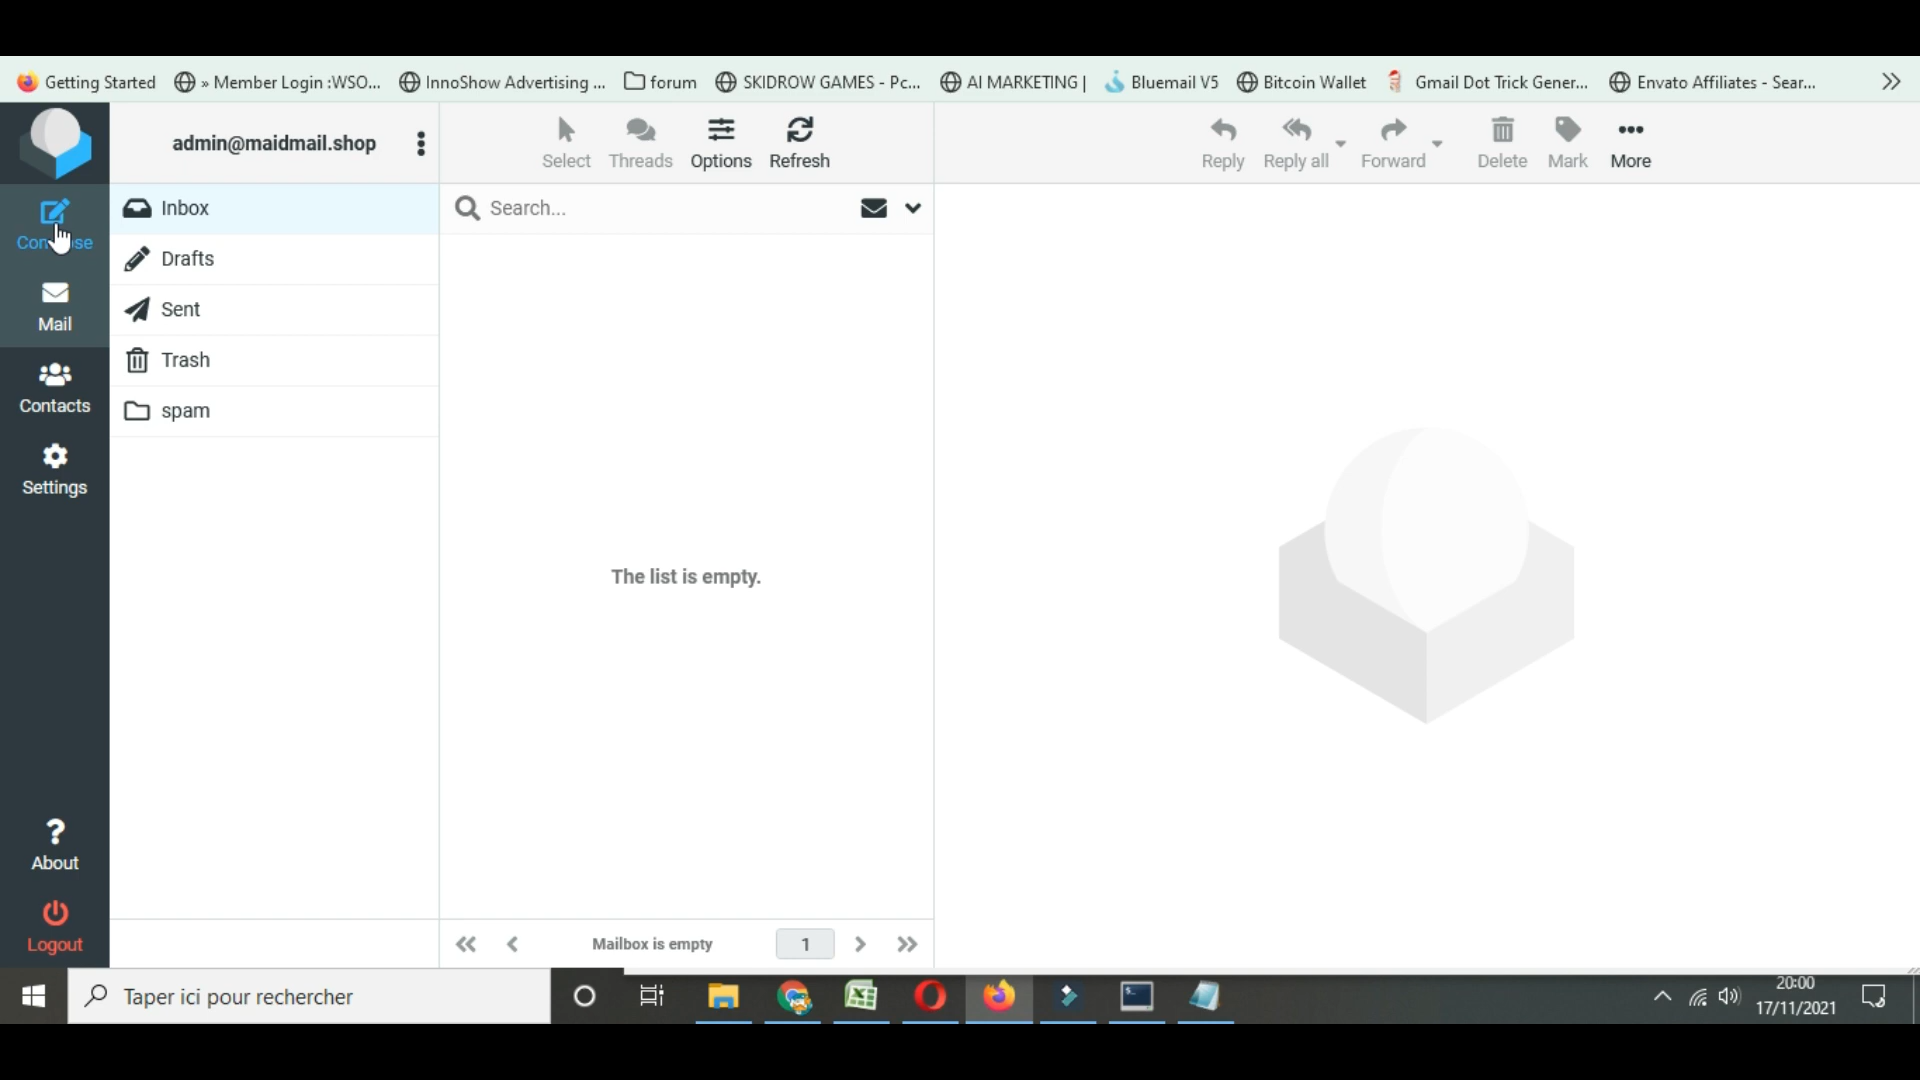 Getting Started » Member Login :WSO... InnoShow Advertising ... forum SKIDROW GAMES - Pc... AI MARKETING | Bluemail V5 Bitcoin Wallet Gmail Dot Trick Gener... Envato Affiliates - Sear...
admin@maidmail.shop
Select Threads Options Refresh
Reply Reply all Forward Delete Mark More
Mail
Contacts
Settings
About
Logout
Inbox
Drafts
Sent
Trash
spam
Search...
The list is empty.
Mailbox is empty 1
Taper ici pour rechercher
20:00
17/11/2021